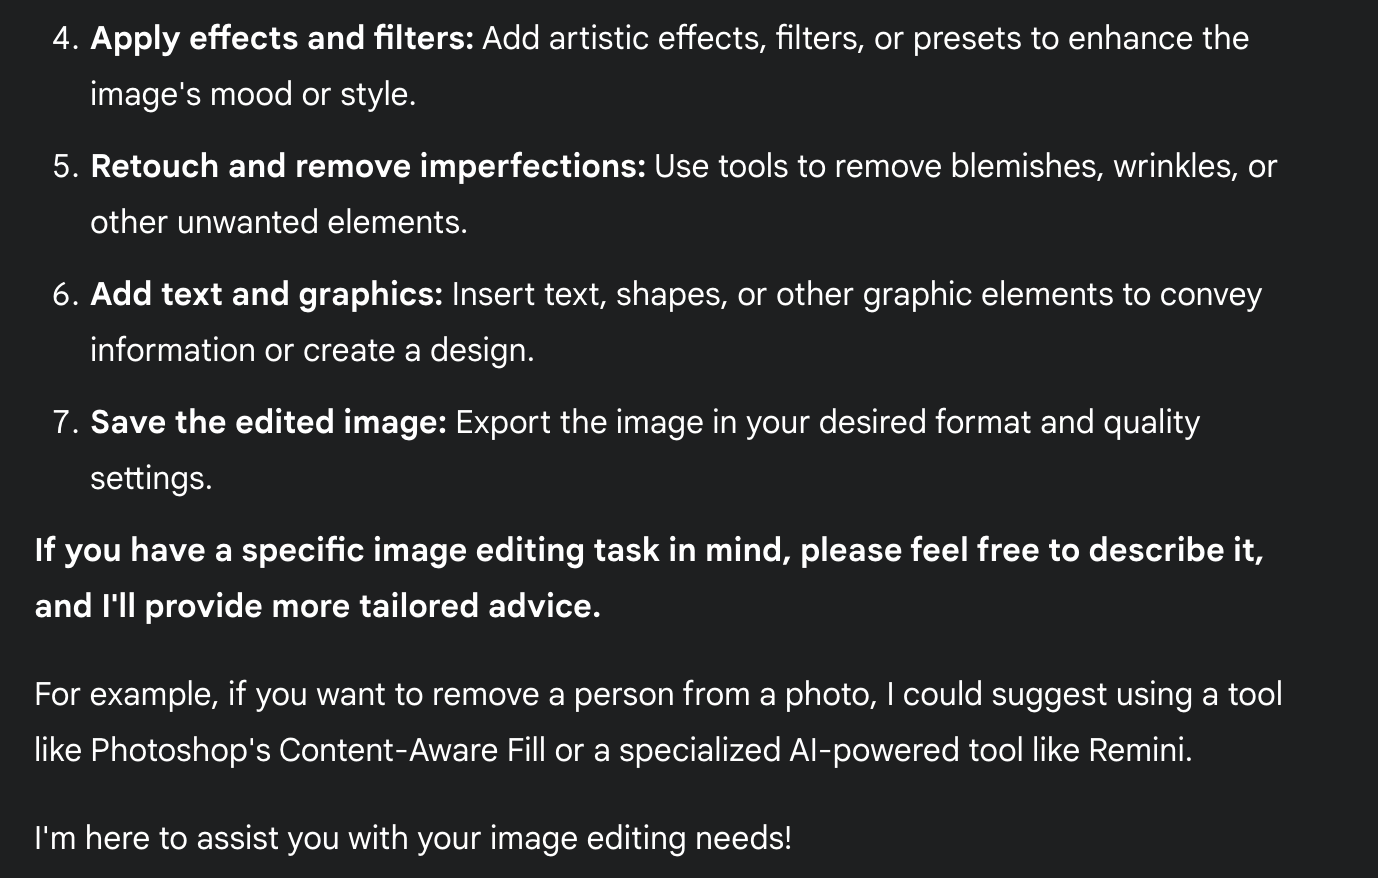 4. Apply effects and filters: Add artistic effects, filters, or presets to enhance the
image's mood or style.
5. Retouch and remove imperfections: Use tools to remove blemishes, wrinkles, or
other unwanted elements.
6. Add text and graphics: Insert text, shapes, or other graphic elements to convey
information or create a design.
7. Save the edited image: Export the image in your desired format and quality
settings.
If you have a specific image editing task in mind, please feel free to describe it,
and I'll provide more tailored advice.
For example, if you want to remove a person from a photo, I could suggest using a tool
like Photoshop's Content-Aware Fill or a specialized AI-powered tool like Remini.
I'm here to assist you with your image editing needs!